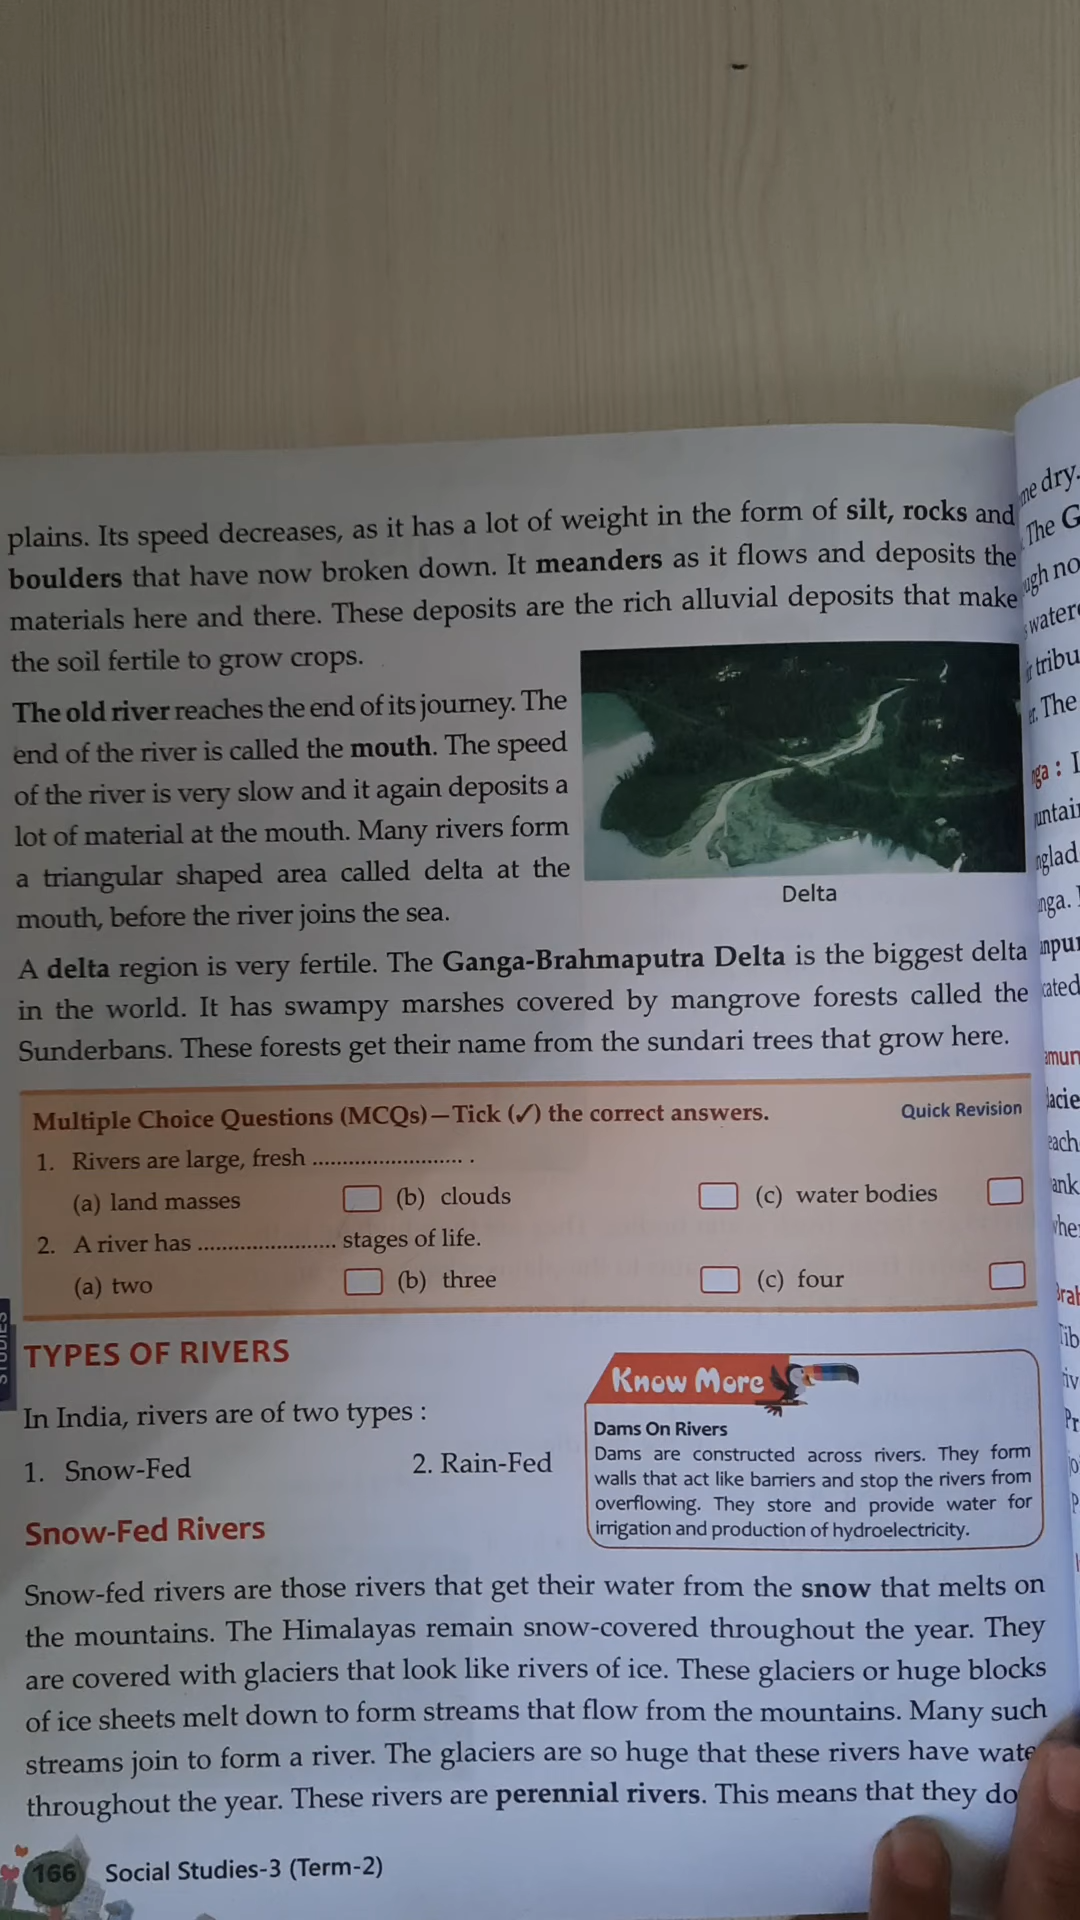 plains. Its speed decreases, as it has a lot of weight in the form of silt, rocks and
boulders that have now broken down. It meanders as it flows and deposits the
materials here and there. These deposits are the rich alluvial deposits that make
the soil fertile to grow crops.
The old river reaches the end of its journey. The
end of the river is called the mouth. The speed
of the river is very slow and it again deposits a
lot of material at the mouth. Many rivers form
a triangular shaped area called delta at the
mouth, before the river joins the sea.
Delta
A delta region is very fertile. The Ganga-Brahmaputra Delta is the biggest delta
in the world. It has swampy marshes covered by mangrove forests called the
Sunderbans. These forests get their name from the sundari trees that grow here.
Multiple Choice Questions (MCQs)—Tick (✓) the correct answers. Quick Revision
1. Rivers are large, fresh ........................ .
(a) land masses (b) clouds (c) water bodies
2. A river has ...................... stages of life.
(a) two (b) three (c) four
TYPES OF RIVERS
In India, rivers are of two types :
1. Snow-Fed 2. Rain-Fed
Know More
Dams On Rivers
Dams are constructed across rivers. They form
walls that act like barriers and stop the rivers from
overflowing. They store and provide water for
irrigation and production of hydroelectricity.
Snow-Fed Rivers
Snow-fed rivers are those rivers that get their water from the snow that melts on
the mountains. The Himalayas remain snow-covered throughout the year. They
are covered with glaciers that look like rivers of ice. These glaciers or huge blocks
of ice sheets melt down to form streams that flow from the mountains. Many such
streams join to form a river. The glaciers are so huge that these rivers have
throughout the year. These rivers are perennial rivers. This means that they do
166 Social Studies-3 (Term-2)
dry.
The
no
The